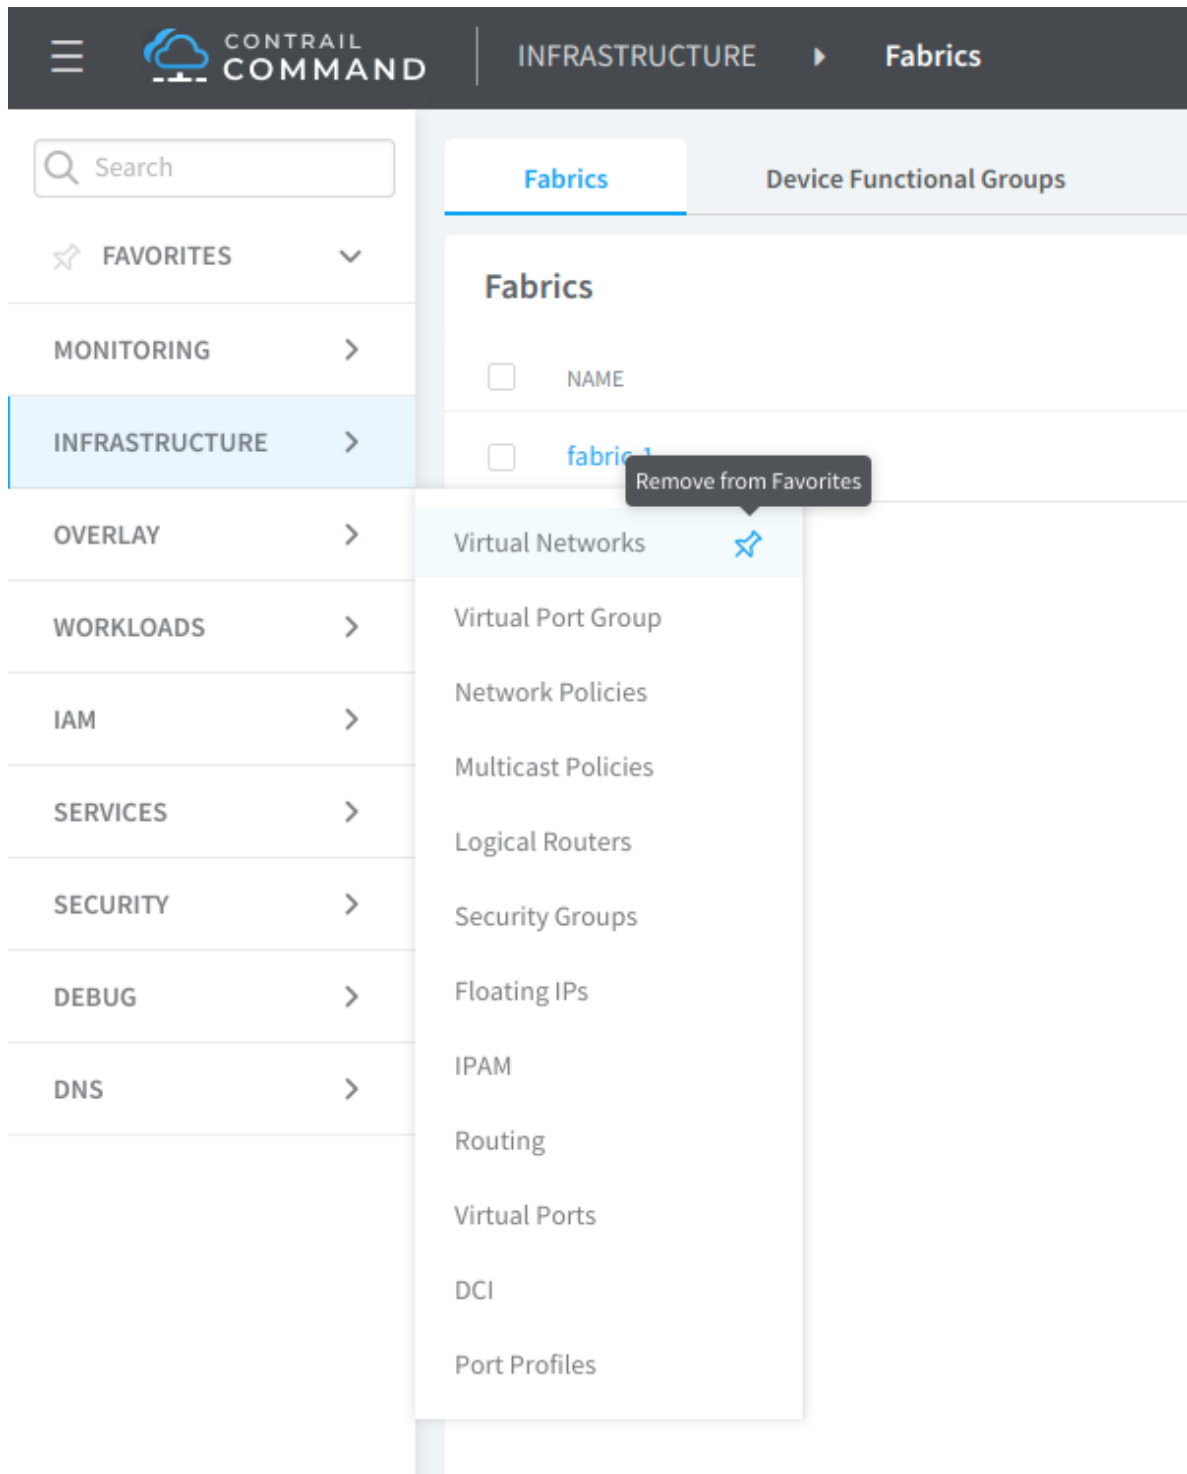 CONTRAIL
COMMAND
INFRASTRUCTURE
Fabrics
Search
FAVORITES
MONITORING
INFRASTRUCTURE
OVERLAY
WORKLOADS
IAM
SERVICES
SECURITY
DEBUG
DNS
Fabrics
Device Functional Groups
Fabrics
NAME
fabric-1
Remove from Favorites
Virtual Networks
Virtual Port Group
Network Policies
Multicast Policies
Logical Routers
Security Groups
Floating IPs
IPAM
Routing
Virtual Ports
DCI
Port Profiles